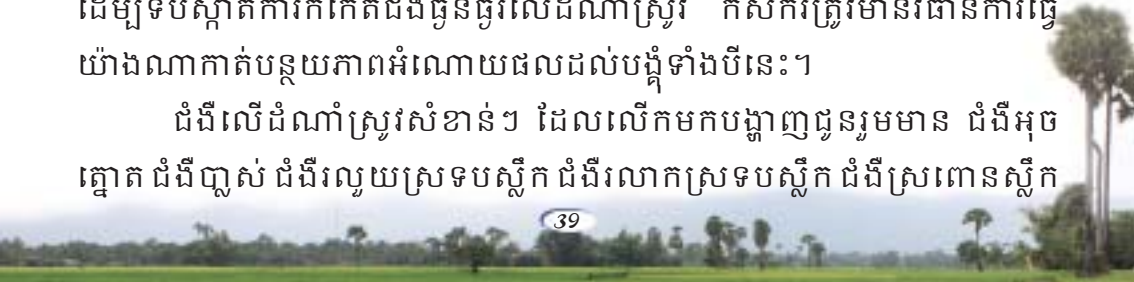 ដើម្បីទប់ស្កាត់ការកកើតជំងឺធ្ងន់ធ្ងរលើដំណាំស្រូវ កសិករត្រូវមានវិធានការធ្វើ
យ៉ាងណាកាត់បន្ថយភាពអំណោយផលដល់បង្គុំទាំងបីនេះ។
ជំងឺលើដំណាំស្រូវសំខាន់ៗ ដែលលើកមកបង្ហាញជូនរួមមាន ជំងឺអុច
ត្នោត ជំងឺបា្លស់ ជំងឺរលួយស្រទបស្លឹក ជំងឺរលាកស្រទបស្លឹក ជំងឺស្រពោនស្លឹក
39